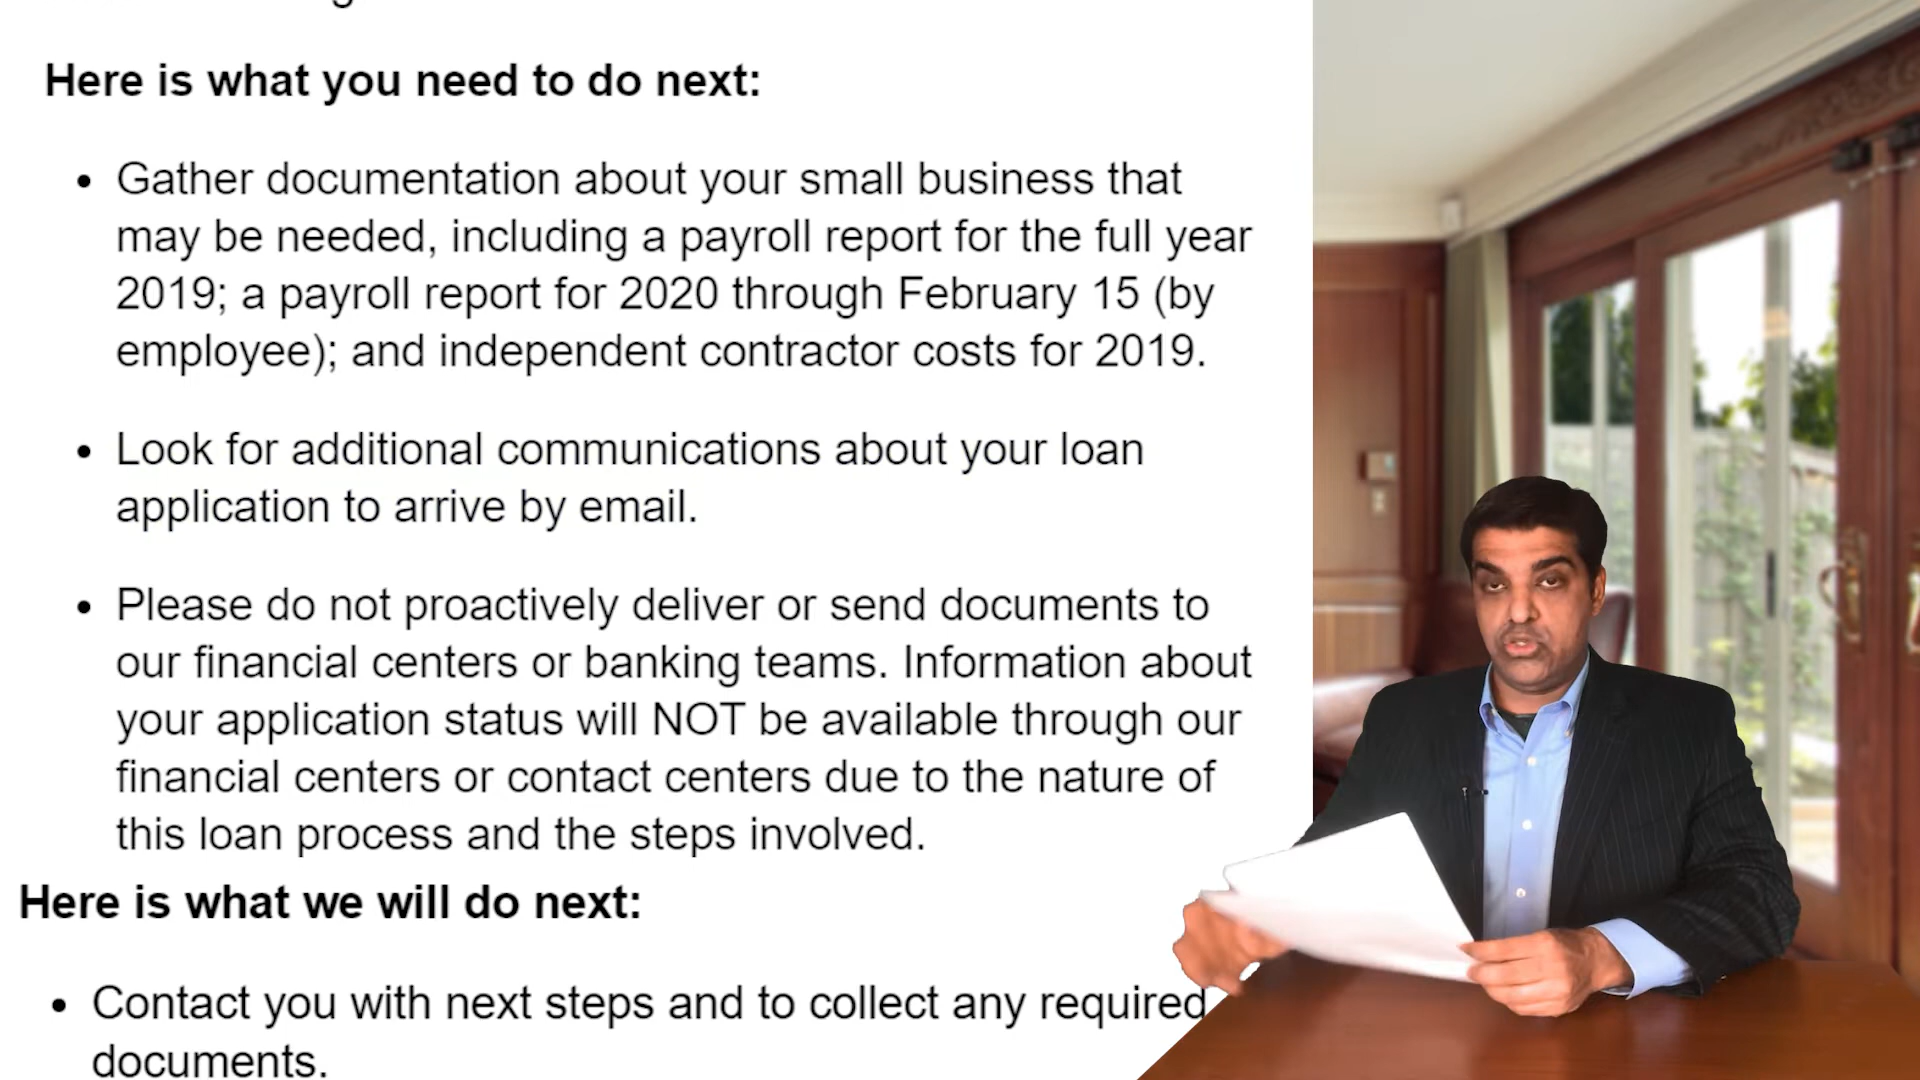 Here is what you need to do next:
• Gather documentation about your small business that
may be needed, including a payroll report for the full year
2019; a payroll report for 2020 through February 15 (by
employee); and independent contractor costs for 2019.
• Look for additional communications about your loan
application to arrive by email.
• Please do not proactively deliver or send documents to
our financial centers or banking teams. Information about
your application status will NOT be available through our
financial centers or contact centers due to the nature of
this loan process and the steps involved.
Here is what we will do next:
• Contact you with next steps and to collect any required
documents.